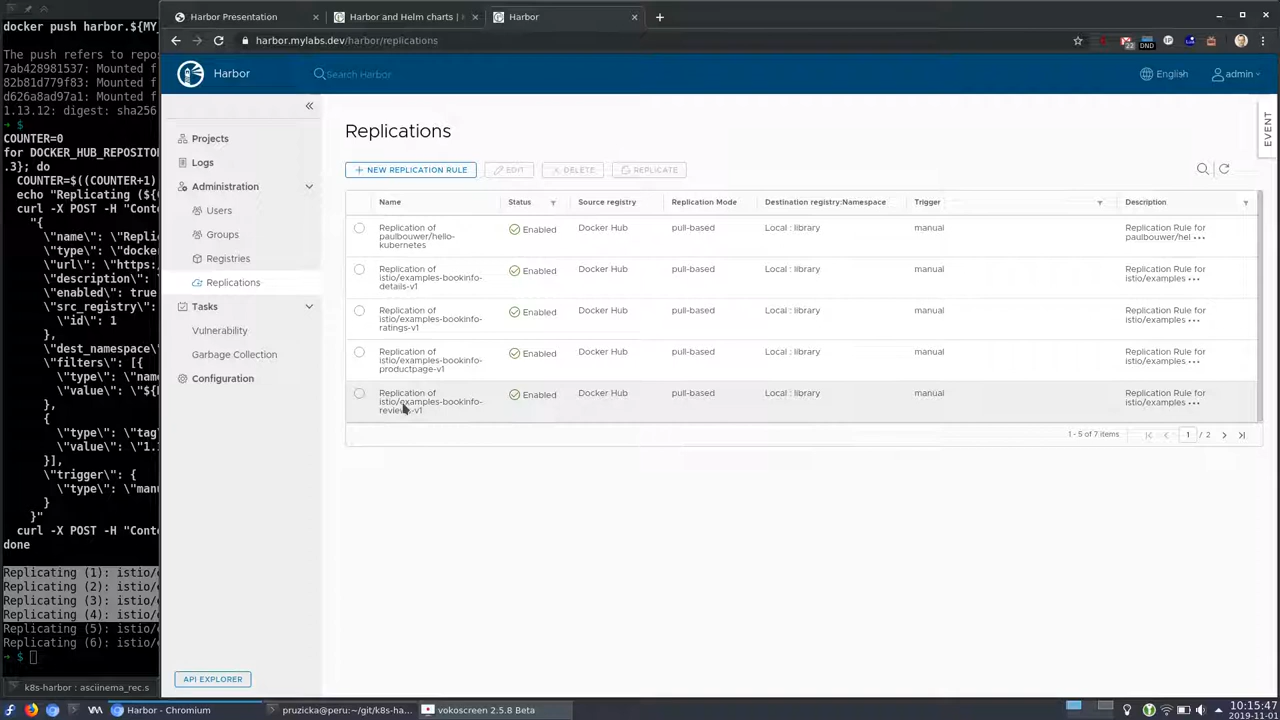 Harbor Presentation
Harbor and Helm charts |
Harbor
harbor.mylabs.dev/harbor/replications
22
DND
docker push harbor.${MY_
The push refers to repos
7ab428981537: Mounted f
82b81d779f83: Mounted f
d626a8ad97a1: Mounted f
1.13.12: digest: sha256
→ $
COUNTER=0
for DOCKER_HUB_REPOSITO
.3}; do
COUNTER=$((COUNTER+1)
echo "Replicating (${C
curl -X POST -H "Conte
"{
\"name\": \"Repli
\"type\": \"docke
\"url\": \"https:
\"description\":
\"enabled\": true
\"src_registry\":
\"id\": 1
},
\"dest_namespace\"
\"filters\": [{
\"type\": \"name
\"value\": \"${D
},
{
\"type\": \"tag\
\"value\": \"1.1
}],
\"trigger\": {
\"type\": \"manu
}
}"
curl -X POST -H "Conte
done
Replicating (1): istio/e
Replicating (2): istio/e
Replicating (3): istio/e
Replicating (4): istio/e
Replicating (5): istio/e
Replicating (6): istio/e
→ $
Harbor
Search Harbor
English
admin
EVENT
Projects
Logs
Administration
Users
Groups
Registries
Replications
Tasks
Vulnerability
Garbage Collection
Configuration
API EXPLORER
Replications
NEW REPLICATION RULE
EDIT
DELETE
REPLICATE
Name Status Source registry Replication Mode Destination registry:Namespace Trigger Description
Replication of
paulbouwer/hello-
kubernetes
Enabled Docker Hub pull-based Local : library manual
Replication Rule for
paulbouwer/hel •••
Replication of
istio/examples-bookinfo-
details-v1
Enabled Docker Hub pull-based Local : library manual
Replication Rule for
istio/examples •••
Replication of
istio/examples-bookinfo-
ratings-v1
Enabled Docker Hub pull-based Local : library manual
Replication Rule for
istio/examples •••
Replication of
istio/examples-bookinfo-
productpage-v1
Enabled Docker Hub pull-based Local : library manual
Replication Rule for
istio/examples •••
Replication of
istio/examples-bookinfo-
reviews-v1
Enabled Docker Hub pull-based Local : library manual
Replication Rule for
istio/examples •••
1 - 5 of 7 items 1 / 2
k8s-harbor : asciinema_rec.s
Harbor - Chromium
pruzicka@peru:~/git/k8s-ha...
vokoscreen 2.5.8 Beta
10:15:47
2019-11-01